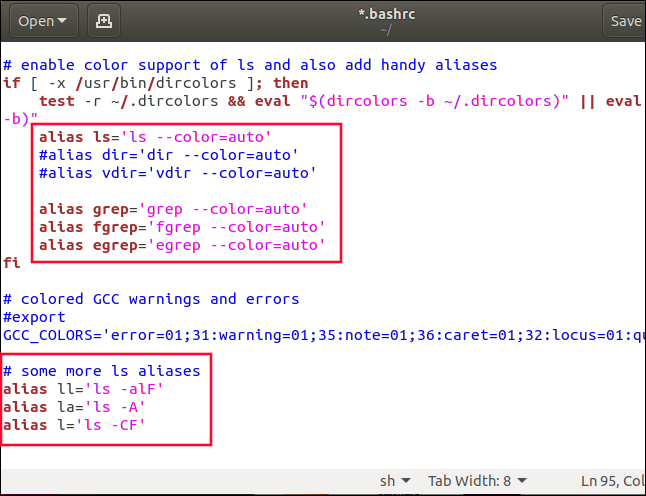 Open
*.bashrc
~/
Save
# enable color support of ls and also add handy aliases
if [ -x /usr/bin/dircolors ]; then
    test -r ~/.dircolors && eval "$(dircolors -b ~/.dircolors)" || eval
-b)"
    alias ls='ls --color=auto'
    #alias dir='dir --color=auto'
    #alias vdir='vdir --color=auto'
    alias grep='grep --color=auto'
    alias fgrep='fgrep --color=auto'
    alias egrep='egrep --color=auto'
fi
# colored GCC warnings and errors
#export
GCC_COLORS='error=01;31:warning=01;35:note=01;36:caret=01;32:locus=01:qu
# some more ls aliases
alias ll='ls -alF'
alias la='ls -A'
alias l='ls -CF'
sh Tab Width: 8 Ln 95, Col